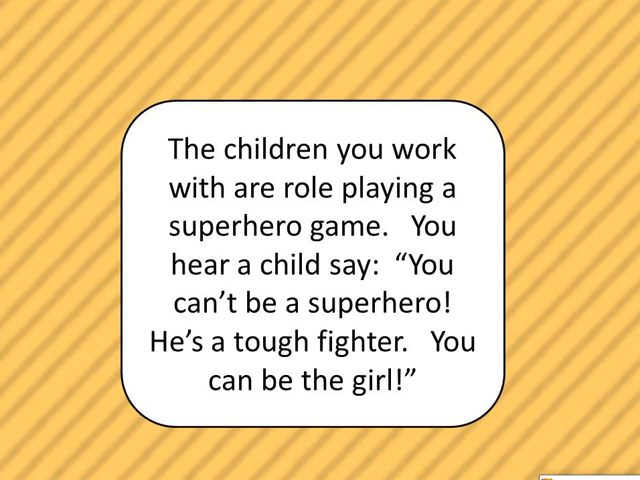 The children you work
with are role playing a
superhero game.   You
hear a child say:  “You
can’t be a superhero!
He’s a tough fighter.   You
can be the girl!”